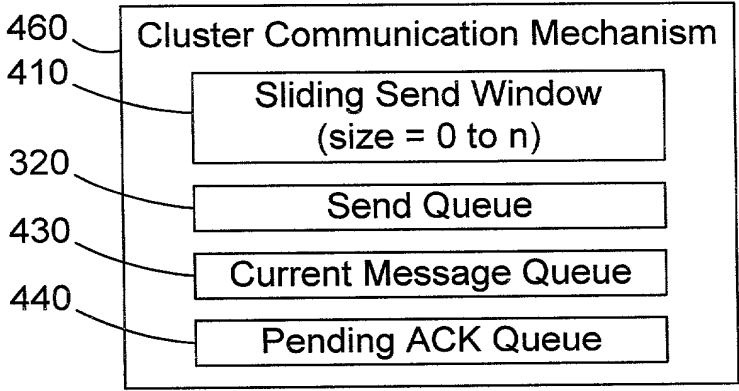 460 Cluster Communication Mechanism
410 Sliding Send Window
(size = 0 to n)
320 Send Queue
430 Current Message Queue
440 Pending ACK Queue